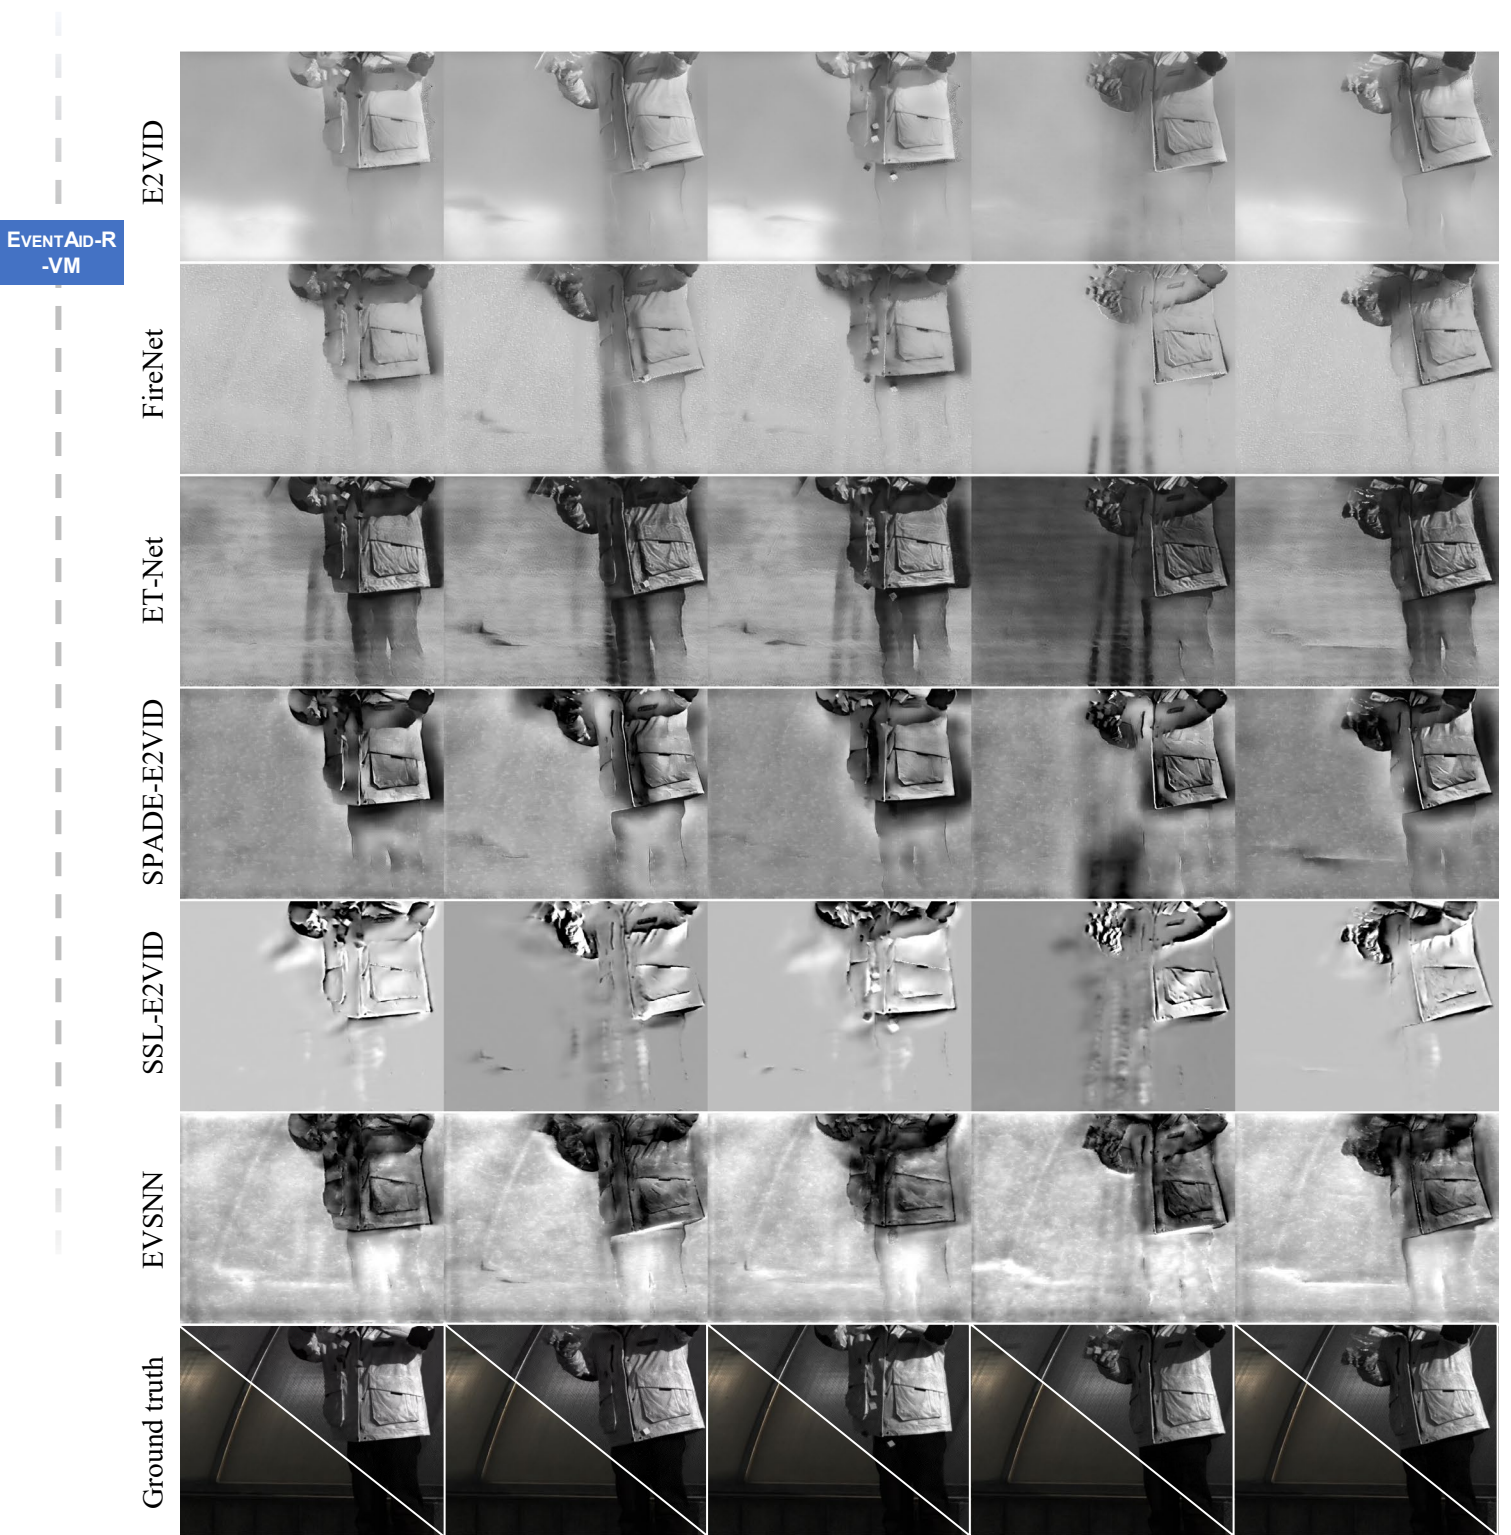 E2VID
EVENTAID-R
-VM
FireNet
ET-Net
SPADE-E2VID
SSL-E2VID
EVSNN
Ground truth